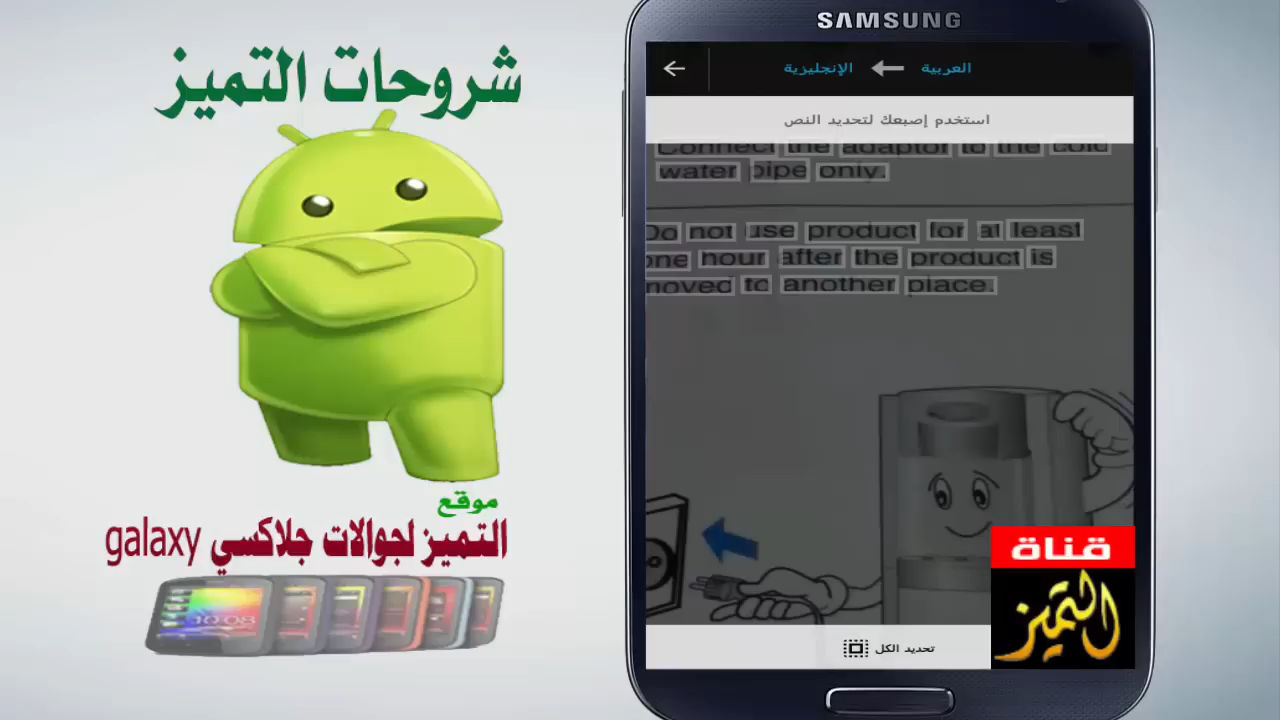 شروحات التميز
موقع
التميز لجوالات جلاكسي galaxy
10:08
SAMSUNG
العربية
الإنجليزية
استخدم إصبعك لتحديد النص
Connect the adaptor to the cold
water pipe only.
Do not use product for at least
one hour after the product is
moved to another place.
تحديد الكل
قناة
التميز